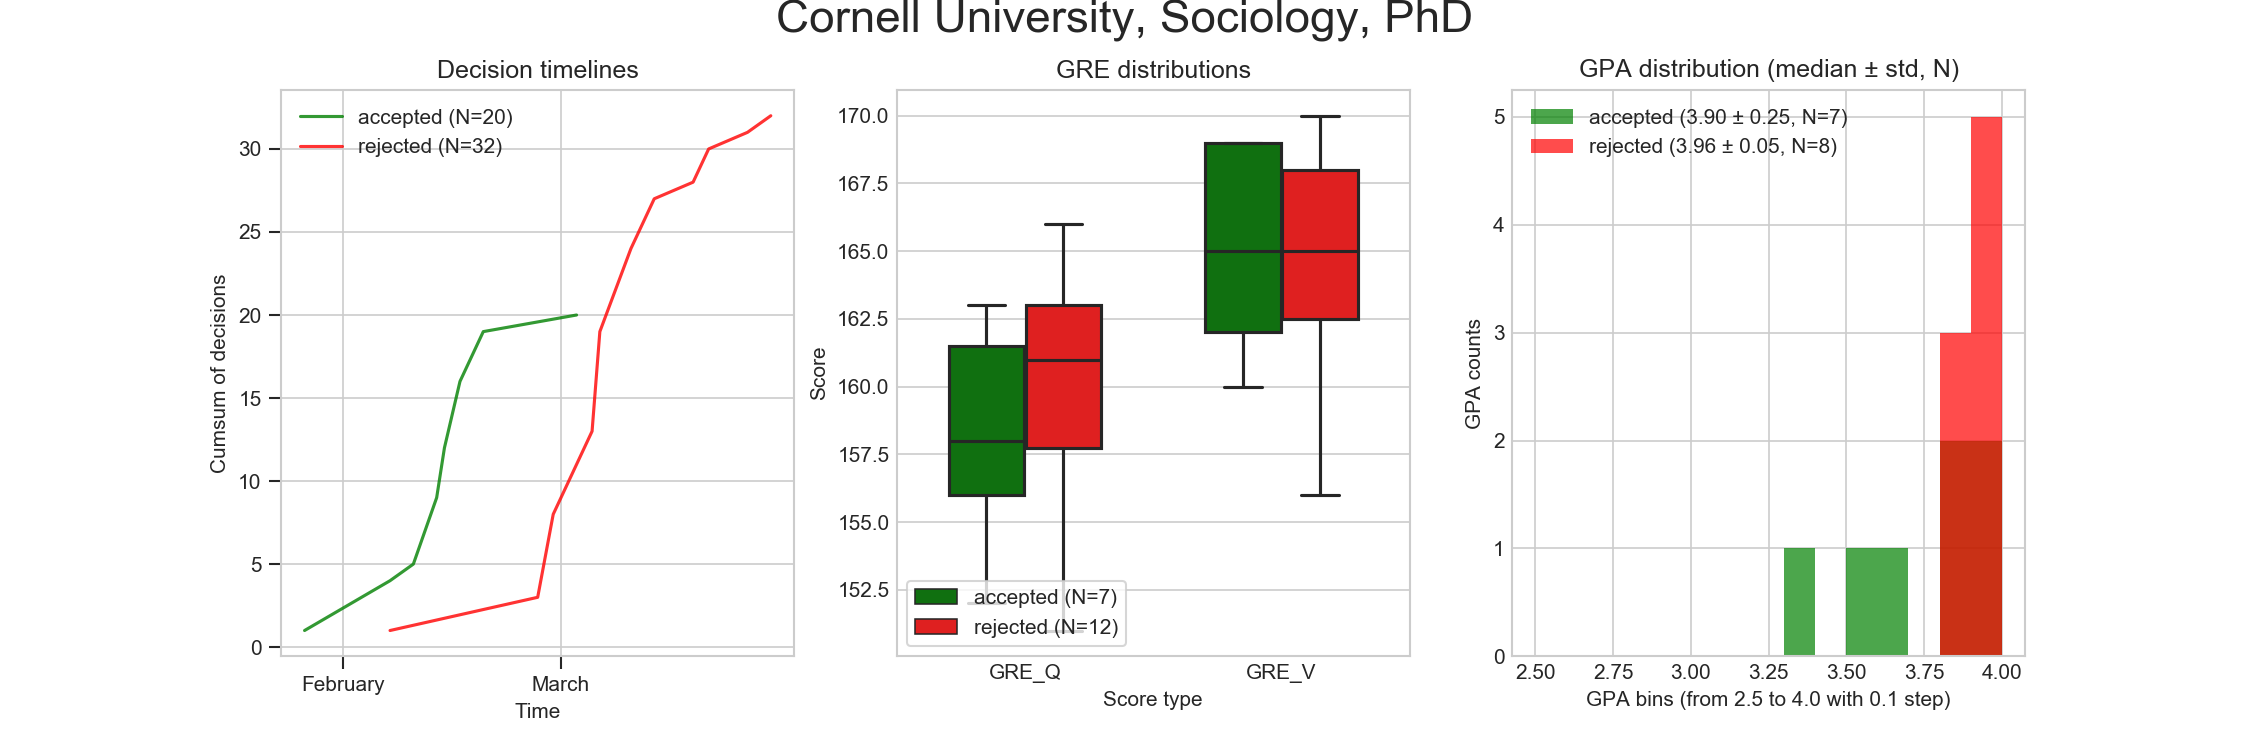 Cornell University, Sociology, PhD
Decision timelines
accepted (N=20)
rejected (N=32)
30
25
20
15
10
5
0
Cumsum of decisions
February
March
Time
GRE distributions
170.0
167.5
165.0
162.5
160.0
157.5
155.0
152.5
Score
accepted (N=7)
rejected (N=12)
GRE_Q
GRE_V
Score type
GPA distribution (median ± std, N)
accepted (3.90 ± 0.25, N=7)
rejected (3.96 ± 0.05, N=8)
5
4
3
2
1
0
GPA counts
2.50
2.75
3.00
3.25
3.50
3.75
4.00
GPA bins (from 2.5 to 4.0 with 0.1 step)